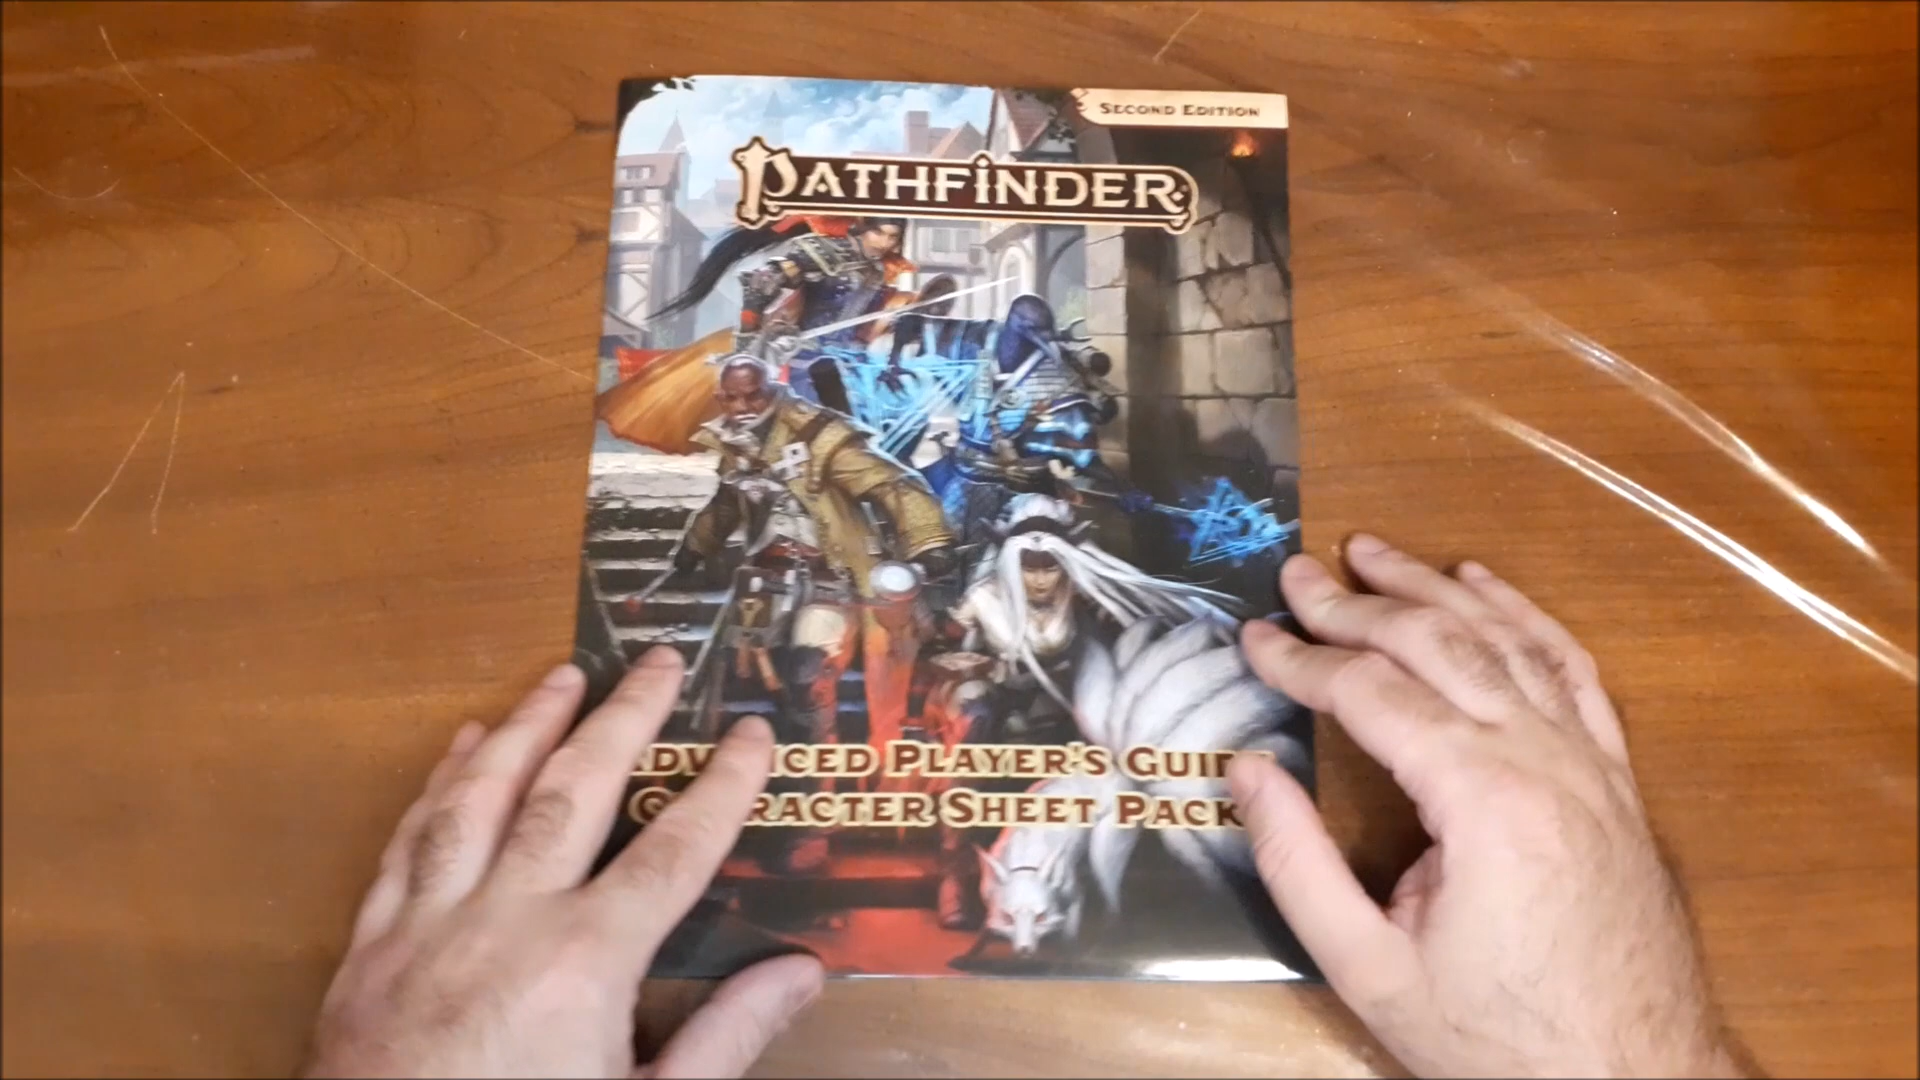 SECOND EDITION
PATHFINDER
PLAYER'S
SHEET PACK